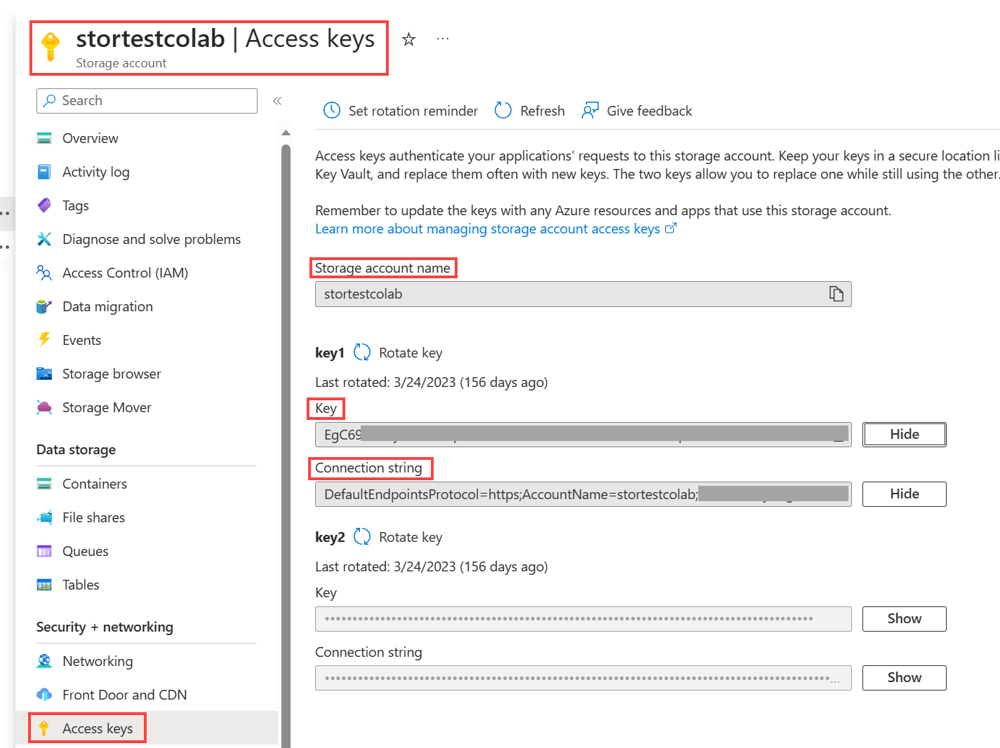 stortestcolab | Access keys
Storage account
Search
Overview
Activity log
Tags
Diagnose and solve problems
Access Control (IAM)
Data migration
Events
Storage browser
Storage Mover
Data storage
Containers
File shares
Queues
Tables
Security + networking
Networking
Front Door and CDN
Access keys
Set rotation reminder
Refresh
Give feedback
Access keys authenticate your applications' requests to this storage account. Keep your keys in a secure location li
Key Vault, and replace them often with new keys. The two keys allow you to replace one while still using the other.
Remember to update the keys with any Azure resources and apps that use this storage account.
Learn more about managing storage account access keys
Storage account name
stortestcolab
key1 Rotate key
Last rotated: 3/24/2023 (156 days ago)
Key
EgC69
Hide
Connection string
DefaultEndpointsProtocol=https;AccountName=stortestcolab;
Hide
key2 Rotate key
Last rotated: 3/24/2023 (156 days ago)
Key
Show
Connection string
Show